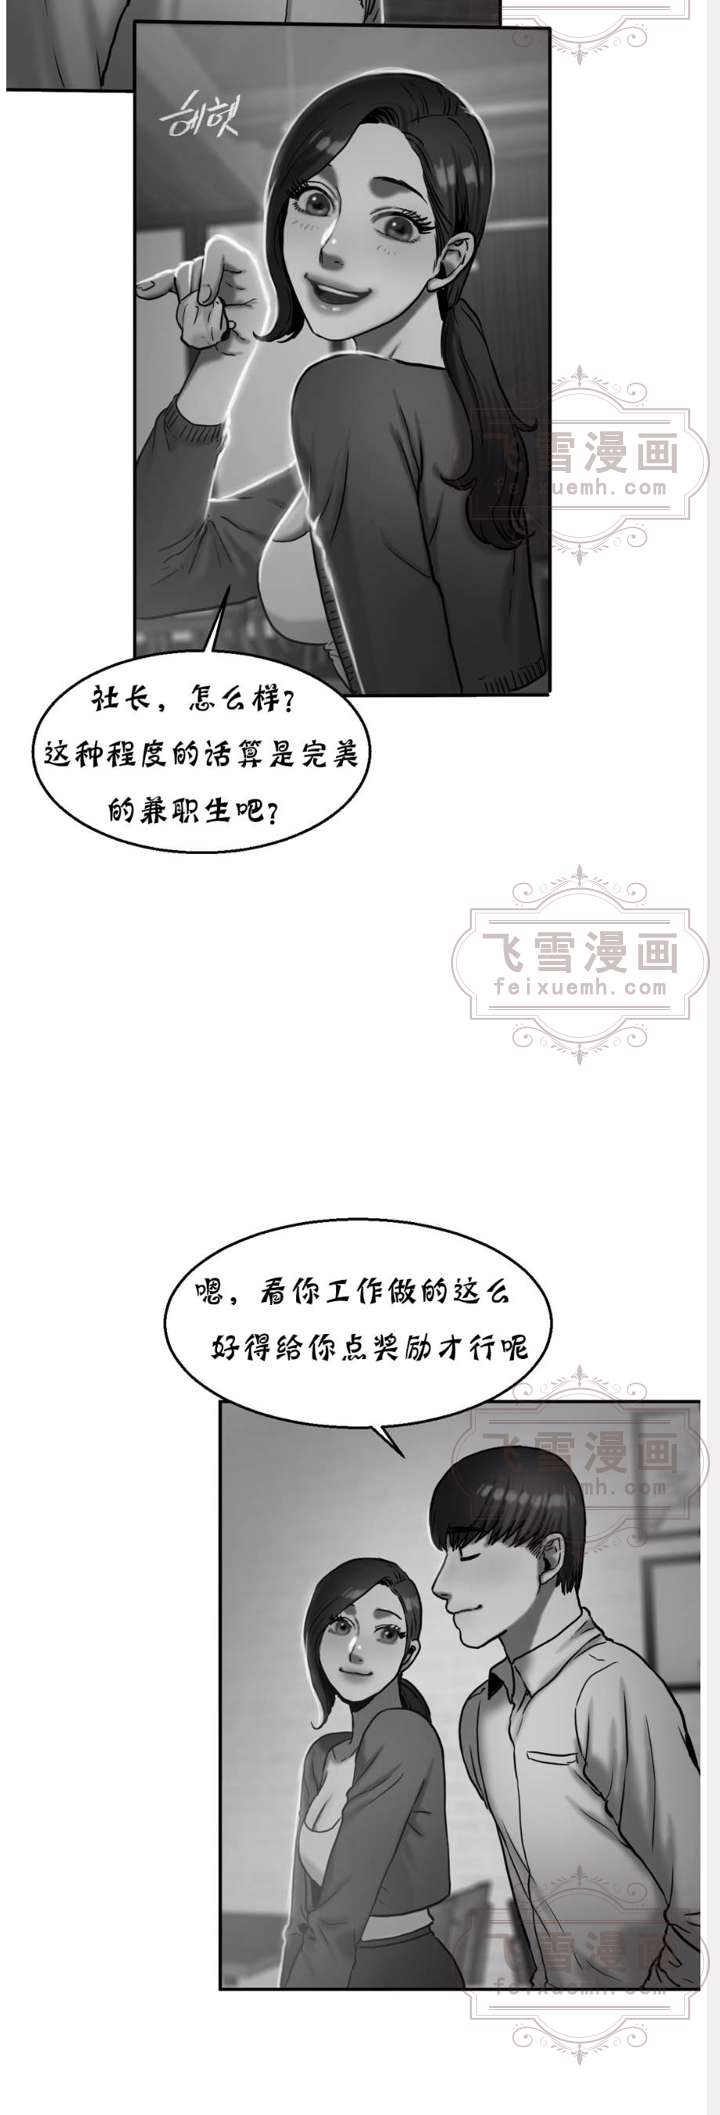 헤헷
飞雪漫画
feixuemh.com
社长，怎么样？
这种程度的话算是完美
的兼职生吧？
飞雪漫画
feixuemh.com
嗯，看你工作做的这么
好得给你点奖励才行呢
飞雪漫画
feixuemh.com
飞雪漫画
feixuemh.com